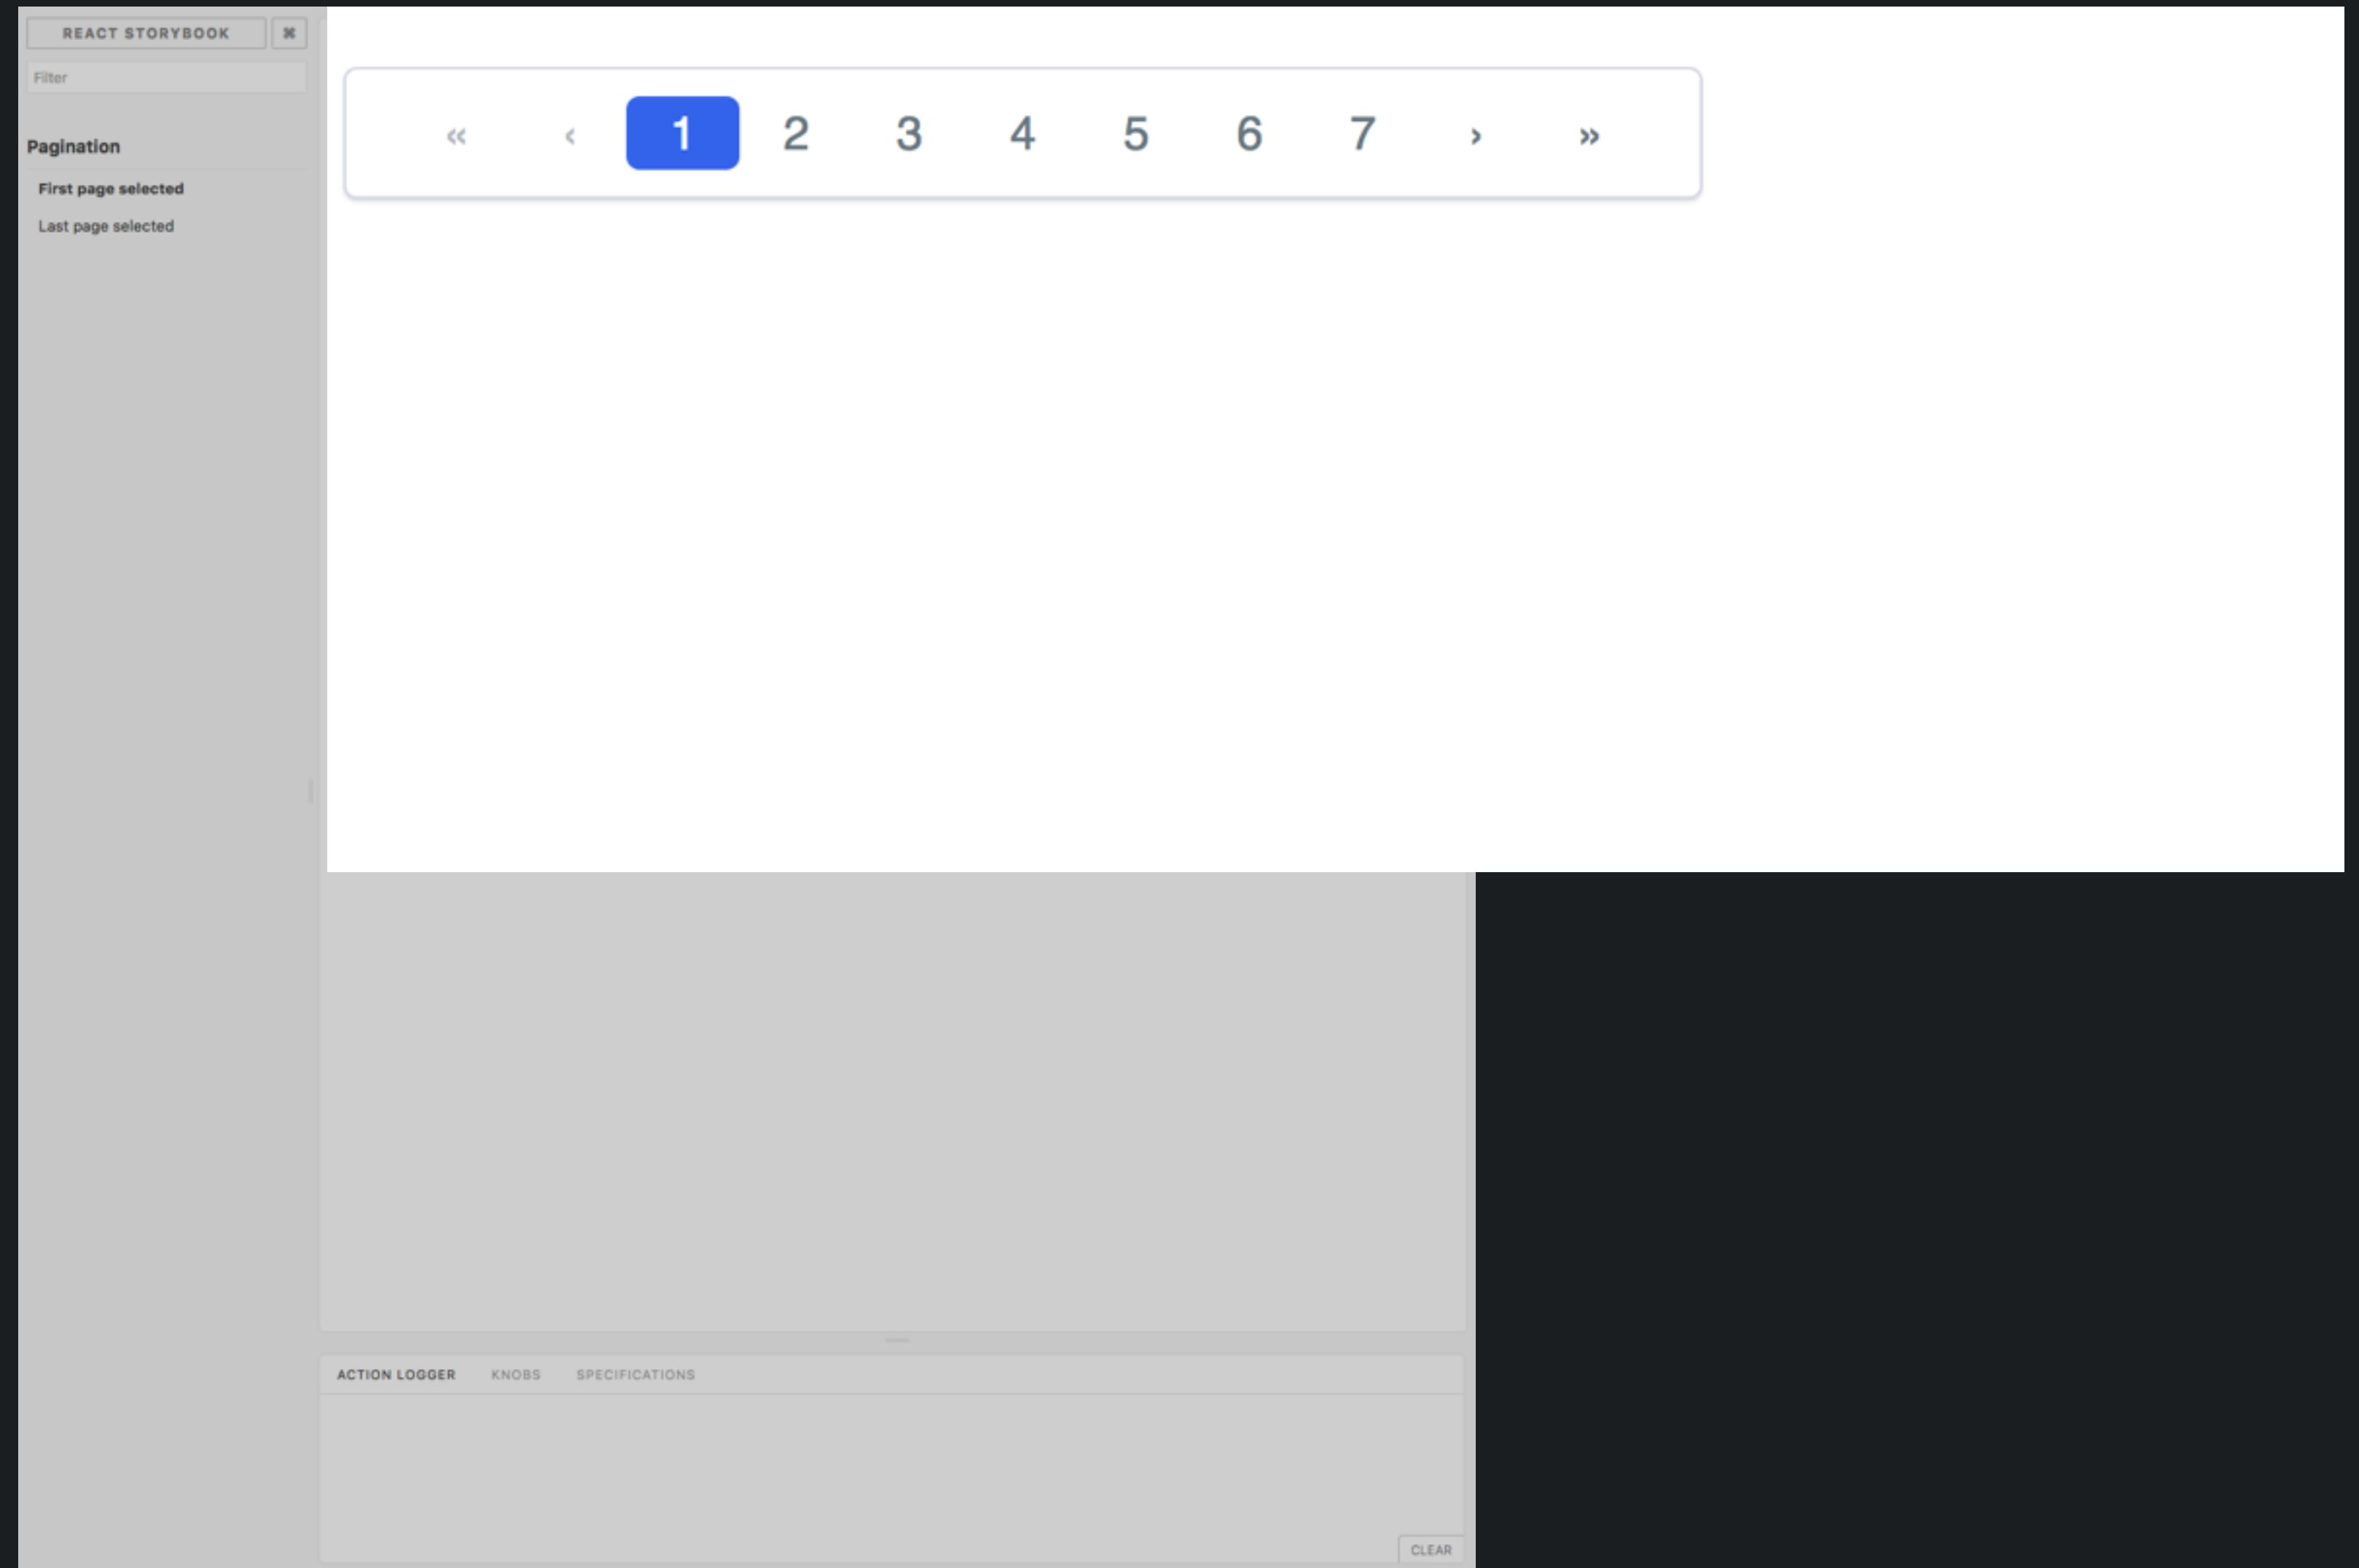 REACT STORYBOOK ⌘
Filter
Pagination
First page selected
Last page selected
« ‹ 1 2 3 4 5 6 7 › »
ACTION LOGGER KNOBS SPECIFICATIONS
CLEAR